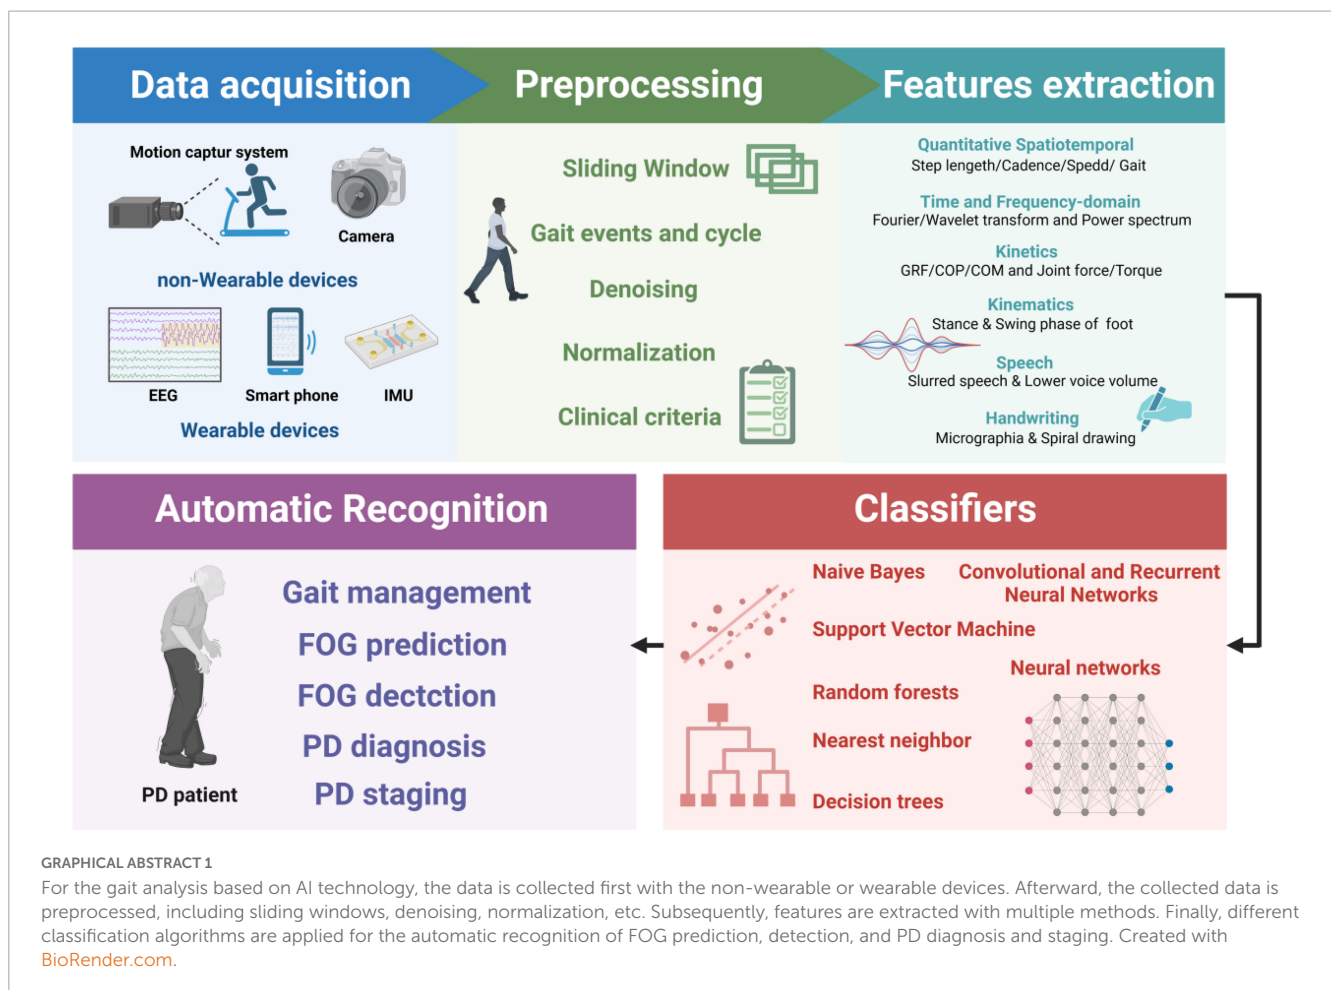 Data acquisition
Preprocessing
Features extraction
Motion captur system
Camera
non-Wearable devices
EEG
Smart phone
IMU
Wearable devices
Sliding Window
Gait events and cycle
Denoising
Normalization
Clinical criteria
Quantitative Spatiotemporal
Step lengeth/Cadence/Spedd/ Gait
Time and Frequency-domain
Fourier/Wavelet transform and Power spectrum
Kinetics
GRF/COP/COM and Joint force/Torque
Kinematics
Stance & Swing phase of foot
Speech
Slurred speech & Lower voice volume
Handwriting
Micrographia & Spiral drawing
Automatic Recognition
PD patient
Gait management
FOG prediction
FOG dectction
PD diagnosis
PD staging
Classifiers
Naive Bayes
Convolutional and Recurrent
Neural Networks
Support Vector Machine
Neural networks
Random forests
Nearest neighbor
Decision trees
GRAPHICAL ABSTRACT 1
For the gait analysis based on AI technology, the data is collected first with the non-wearable or wearable devices. Afterward, the collected data is
preprocessed, including sliding windows, denoising, normalization, etc. Subsequently, features are extracted with multiple methods. Finally, different
classification algorithms are applied for the automatic recognition of FOG prediction, detection, and PD diagnosis and staging. Created with
BioRender.com.